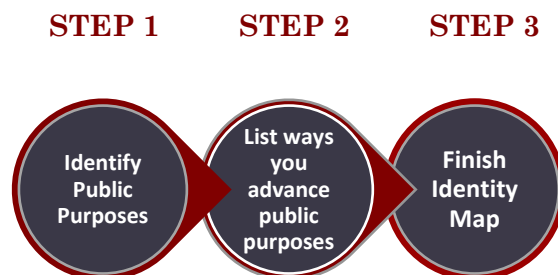 STEP 1
STEP 2
STEP 3
Identify
Public
Purposes
List ways
you
advance
public
purposes
Finish
Identity
Map